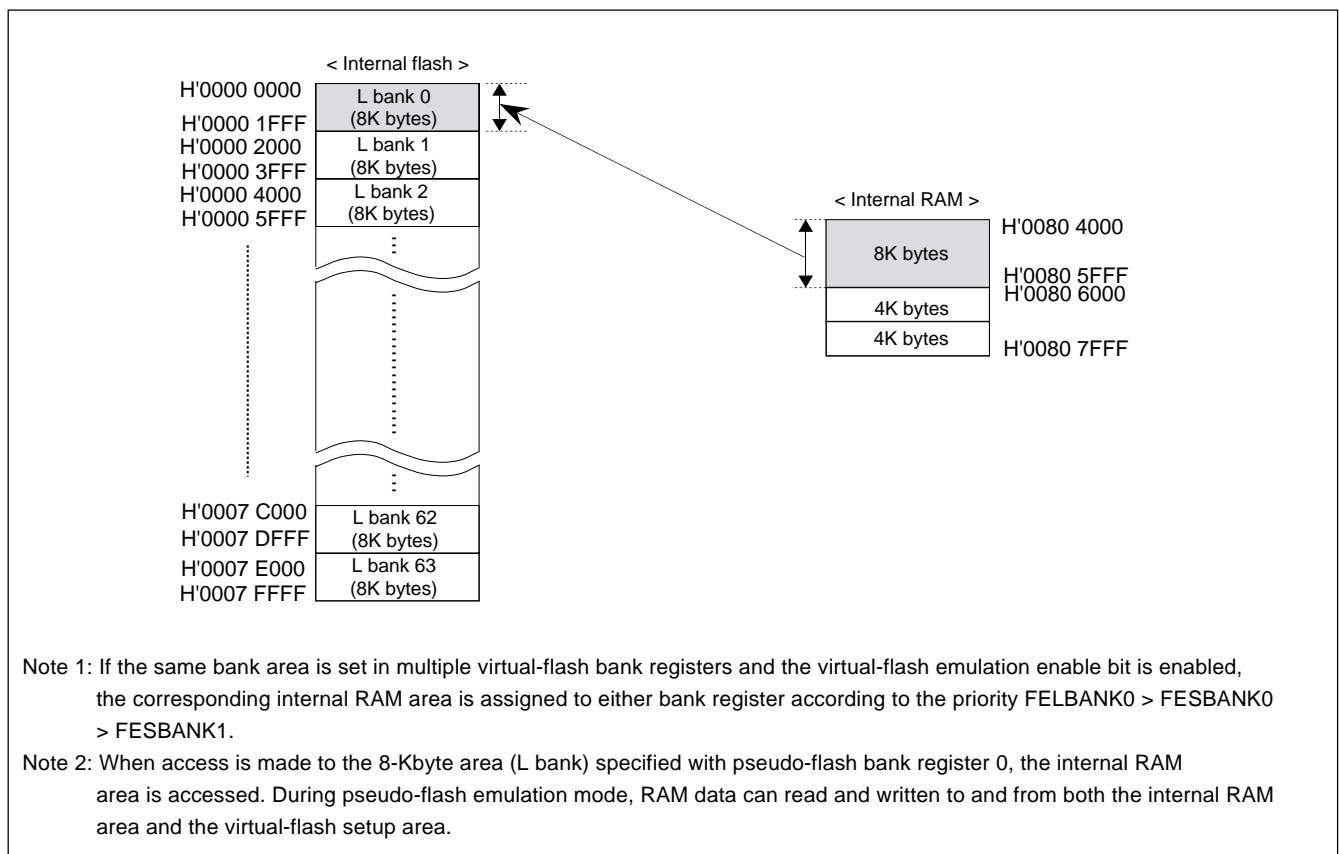 < Internal flash >
H'0000 0000
L bank 0
(8K bytes)
H'0000 1FFF
H'0000 2000
L bank 1
(8K bytes)
H'0000 3FFF
H'0000 4000
L bank 2
(8K bytes)
H'0000 5FFF
< Internal RAM >
H'0080 4000
8K bytes
H'0080 5FFF
H'0080 6000
4K bytes
4K bytes
H'0080 7FFF
H'0007 C000
L bank 62
H'0007 DFFF
(8K bytes)
H'0007 E000
L bank 63
H'0007 FFFF
(8K bytes)
Note 1: If the same bank area is set in multiple virtual-flash bank registers and the virtual-flash emulation enable bit is enabled,
the corresponding internal RAM area is assigned to either bank register according to the priority FELBANK0 > FESBANK0
> FESBANK1.
Note 2: When access is made to the 8-Kbyte area (L bank) specified with pseudo-flash bank register 0, the internal RAM
area is accessed. During pseudo-flash emulation mode, RAM data can read and written to and from both the internal RAM
area and the virtual-flash setup area.